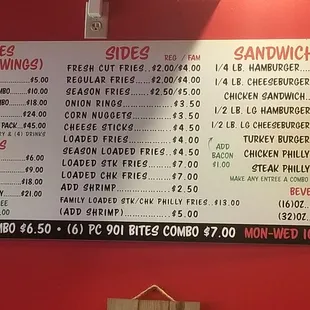 ES
WINGS)
$5.00
MBO....$10.00
BO.....$18.00
....$24.00
PACK..$45.00
RY & (4) DRINKS
S
$6.00
$9.00
$18.00
Y.....$21.00
EE
SIDES
REG / FAM
FRESH CUT FRIES..$2.00/$4.00
REGULAR FRIES....$2.00/$4.00
SEASON FRIES.....$2.50/$5.00
ONION RINGS.............$3.50
CORN NUGGETS..........$3.50
CHEESE STICKS..........$4.50
LOADED FRIES...........$4.00
SEASON LOADED FRIES..$4.50
LOADED STK FRIES......$7.00
LOADED CHK FRIES......$7.00
ADD SHRIMP.............$2.50
FAMILY LOADED STK/CHK PHILLY FRIES..$13.00
(ADD SHRIMP)...........$5.00
SANDWICH
1/4 LB. HAMBURGER
1/4 LB. CHEESEBURGER
CHICKEN SANDWICH..
1/2 LB. LG HAMBURGER
1/2 LB. LG CHEESEBURGER
TURKEY BURGER
CHICKEN PHILLY
STEAK PHILLY
ADD
BACON
$1.00
MAKE ANY ENTREE A COMBO
BEVE
(16)OZ.
(32)OZ.
MBO $6.50 • (6) PC 901 BITES COMBO $7.00 MON-WED 10